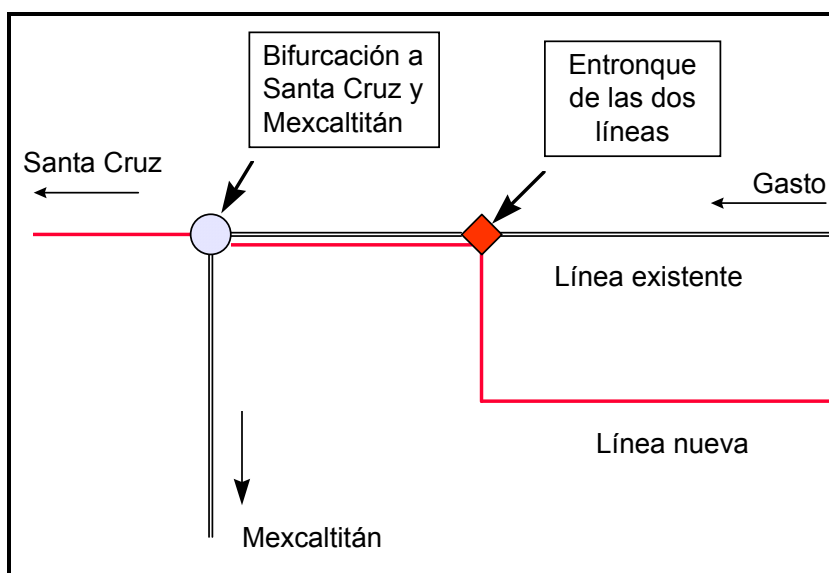 Bifurcación a
Santa Cruz y
Mexcaltitán
Entronque
de las dos
líneas
Santa Cruz
Gasto
Línea existente
Línea nueva
Mexcaltitán